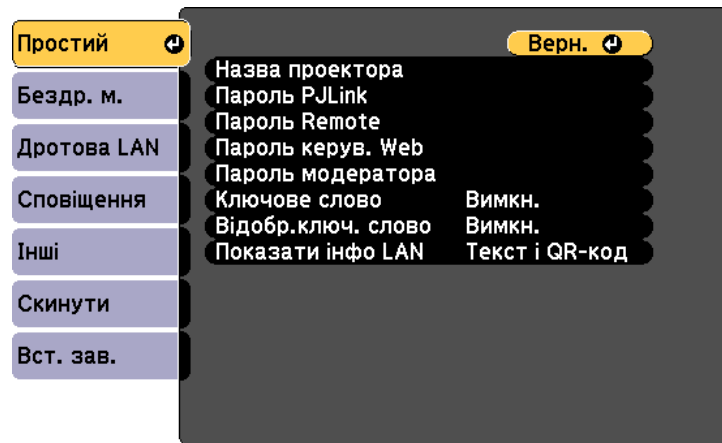 Простий
Бездр. м.
Дротова LAN
Сповіщення
Інші
Скинути
Вст. зав.
Верн.
Назва проектора
Пароль PJLink
Пароль Remote
Пароль керув. Web
Пароль модератора
Ключове слово Вимкн.
Відобр.ключ. слово Вимкн.
Показати інфо LAN Текст і QR-код